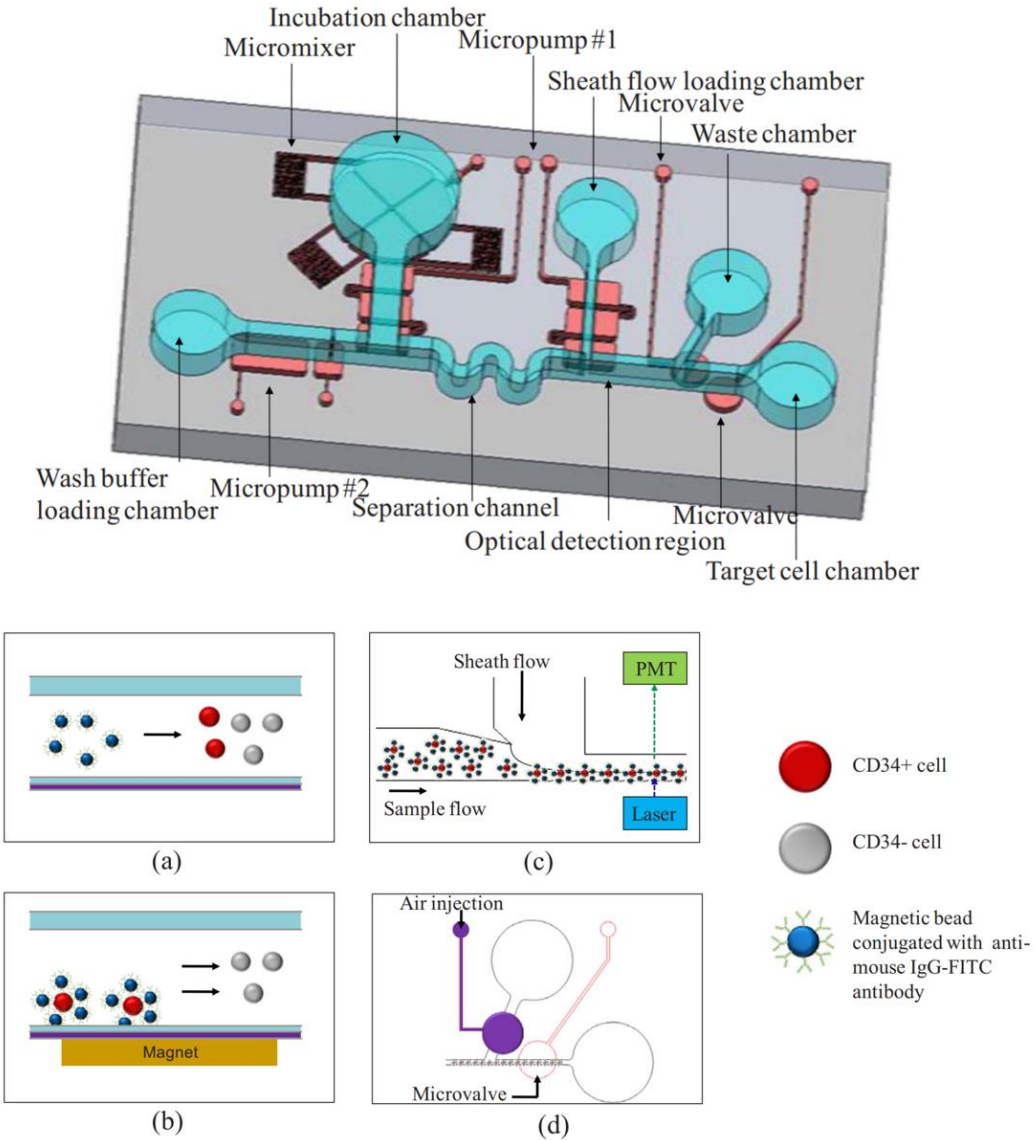 Incubation chamber
Micromixer
Micropump #1
Sheath flow loading chamber
Microvalve
Waste chamber
Wash buffer
loading chamber
Micropump #2
Separation channel
Optical detection region
Microvalve
Target cell chamber
Sheath flow
PMT
Sample flow
Laser
(a)
(c)
CD34+ cell
CD34- cell
Magnetic bead
conjugated with anti-
mouse IgG-FITC
antibody
Magnet
(b)
Air injection
Microvalve
(d)